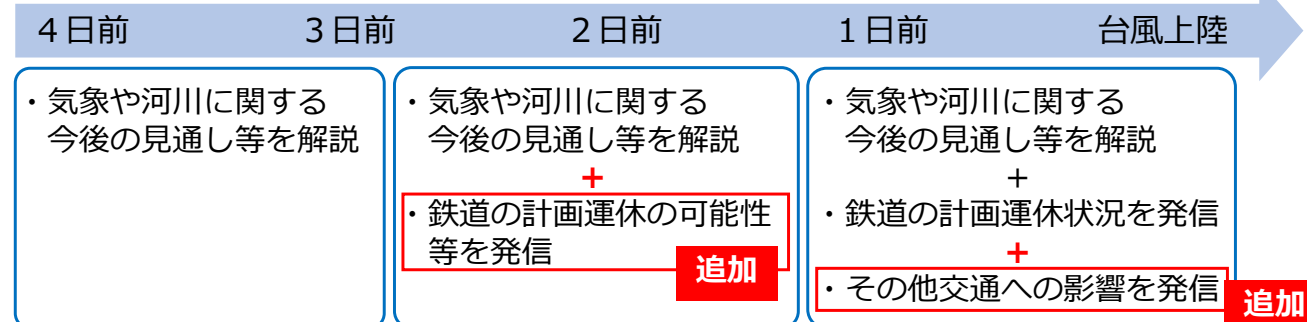 4日前 3日前 2日前 1日前 台風上陸
・気象や河川に関する
今後の見通し等を解説
・気象や河川に関する
今後の見通し等を解説
+
・鉄道の計画運休の可能性
等を発信
追加
・気象や河川に関する
今後の見通し等を解説
+
・鉄道の計画運休状況を発信
+
・その他交通への影響を発信
追加